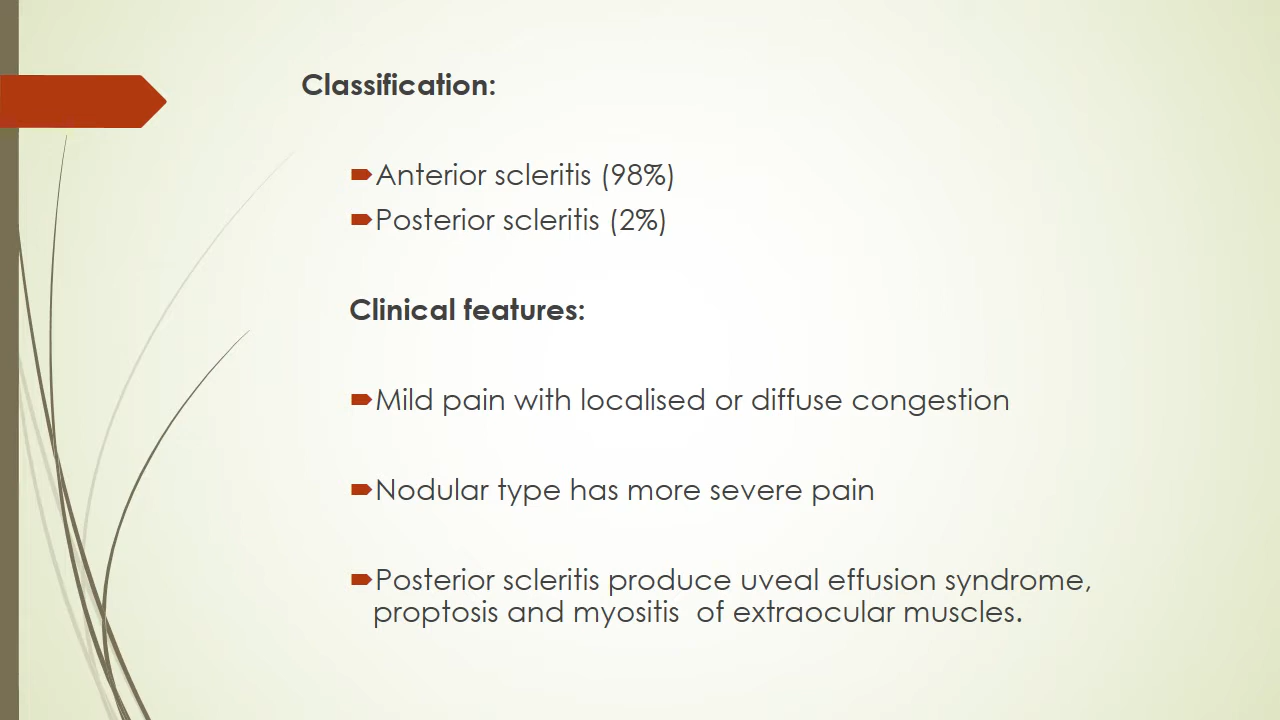 Classification:
Anterior scleritis (98%)
Posterior scleritis (2%)
Clinical features:
Mild pain with localised or diffuse congestion
Nodular type has more severe pain
Posterior scleritis produce uveal effusion syndrome,
proptosis and myositis  of extraocular muscles.